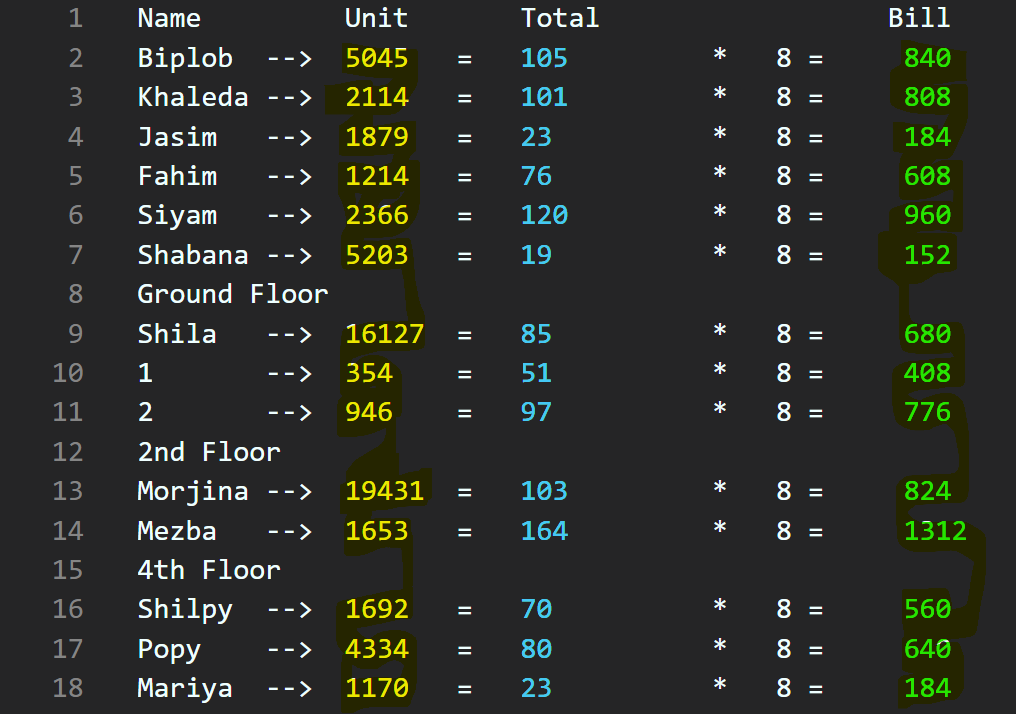 1 Name Unit Total Bill
2 Biplob --> 5045 = 105 * 8 = 840
3 Khaleda --> 2114 = 101 * 8 = 808
4 Jasim --> 1879 = 23 * 8 = 184
5 Fahim --> 1214 = 76 * 8 = 608
6 Siyam --> 2366 = 120 * 8 = 960
7 Shabana --> 5203 = 19 * 8 = 152
8 Ground Floor
9 Shila --> 16127 = 85 * 8 = 680
10 1 --> 354 = 51 * 8 = 408
11 2 --> 946 = 97 * 8 = 776
12 2nd Floor
13 Morjina --> 19431 = 103 * 8 = 824
14 Mezba --> 1653 = 164 * 8 = 1312
15 4th Floor
16 Shilpy --> 1692 = 70 * 8 = 560
17 Popy --> 4334 = 80 * 8 = 640
18 Mariya --> 1170 = 23 * 8 = 184